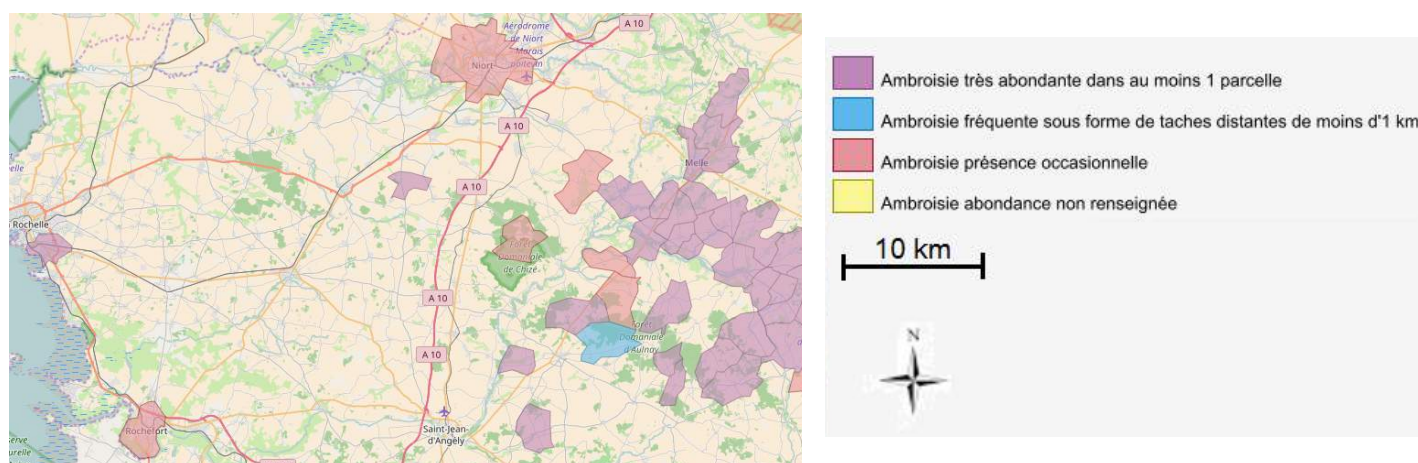 A 10
Aérodrome
de Niort
Marais
poitevin
Niort
A 10
Melle
A 10
Rochelle
Forêt
Domaniale
de Chizé
A 10
Forêt
Domaniale
d'Aulnay
A 10
Rochefort
Saint-Jean-
d'Angély
Ambroisie très abondante dans au moins 1 parcelle
Ambroisie fréquente sous forme de taches distantes de moins d'1 km
Ambroisie présence occasionnelle
Ambroisie abondance non renseignée
10 km
N